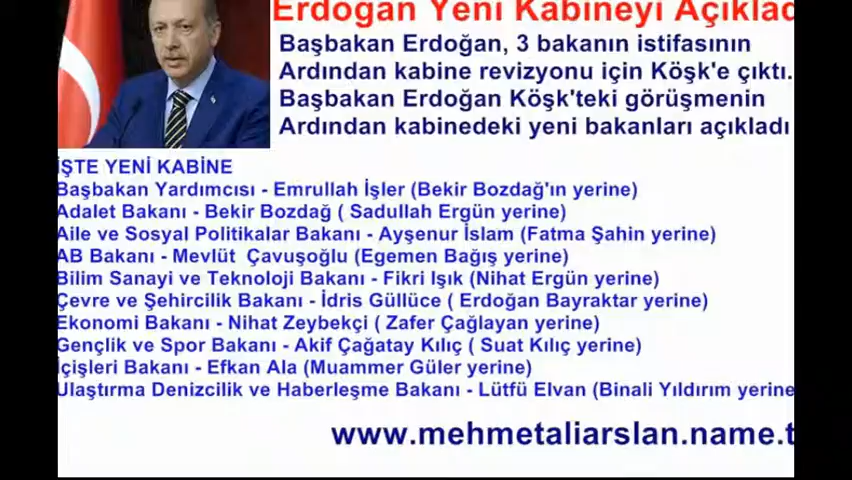 Erdoğan Yeni Kabineyi Açıklad
Başbakan Erdoğan, 3 bakanın istifasının
Ardından kabine revizyonu için Köşk'e çıktı.
Başbakan Erdoğan Köşk'teki görüşmenin
Ardından kabinedeki yeni bakanları açıkladı
İŞTE YENİ KABİNE
Başbakan Yardımcısı - Emrullah İşler (Bekir Bozdağ'ın yerine)
Adalet Bakanı - Bekir Bozdağ ( Sadullah Ergün yerine)
Aile ve Sosyal Politikalar Bakanı - Ayşenur İslam (Fatma Şahin yerine)
AB Bakanı - Mevlüt Çavuşoğlu (Egemen Bağış yerine)
Bilim Sanayi ve Teknoloji Bakanı - Fikri Işık (Nihat Ergün yerine)
Çevre ve Şehircilik Bakanı - İdris Güllüce ( Erdoğan Bayraktar yerine)
Ekonomi Bakanı - Nihat Zeybekçi ( Zafer Çağlayan yerine)
Gençlik ve Spor Bakanı - Akif Çağatay Kılıç ( Suat Kılıç yerine)
İçişleri Bakanı - Efkan Ala (Muammer Güler yerine)
Ulaştırma Denizcilik ve Haberleşme Bakanı - Lütfü Elvan (Binali Yıldırım yerine
www.mehmetaliarslan.name.t